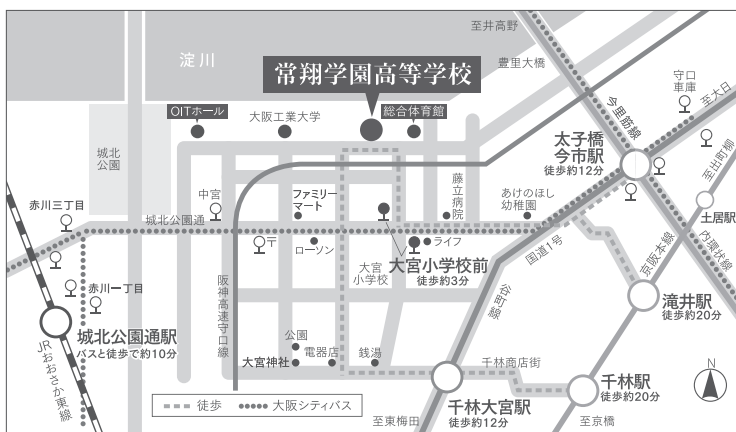 至井高野
淀川
豊里大橋
常翔学園高等学校
守口
車庫
至大日
OITホール
大阪工業大学
総合体育館
今里筋線
太子橋
今市駅
徒歩約12分
至出町柳
城北
公園
中宮
ファミリー
マート
藤立病院
あけのほし
幼稚園
土居駅
赤川三丁目
城北公園通
〒
ローソン
大宮
小学校
大宮小学校前
徒歩約3分
ライフ
国道1号
京阪本線
内環状線
赤川一丁目
阪神高速守口線
谷町線
滝井駅
徒歩約20分
城北公園通駅
バスと徒歩で約10分
JRおおさか東線
公園
大宮神社
電器店
銭湯
千林商店街
N
千林駅
徒歩約20分
千林大宮駅
徒歩約12分
徒歩
大阪シティバス
至東梅田
至京橋